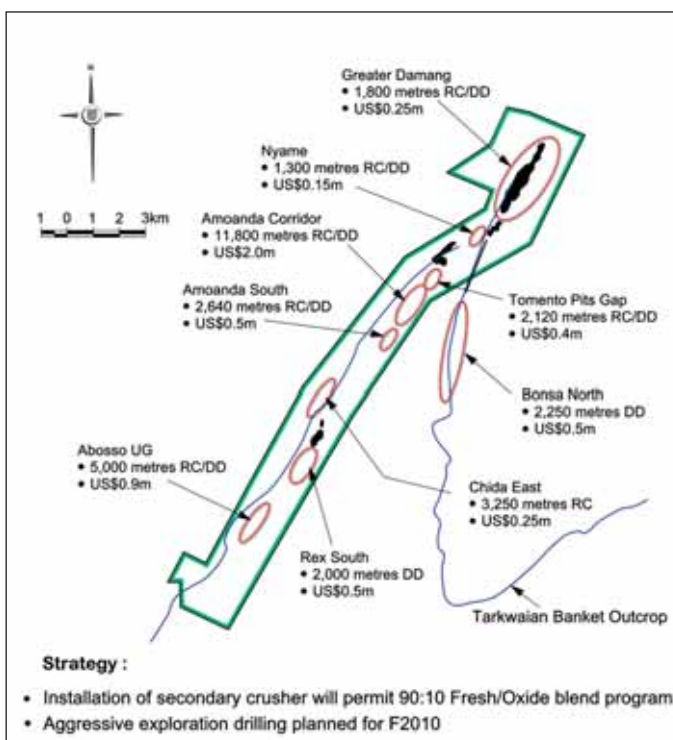 N
Greater Damang
• 1,800 metres RC/DD
• US$0.25m
Nyame
• 1,300 metres RC/DD
• US$0.15m
1 0 1 2 3km
Amoanda Corridor
• 11,800 metres RC/DD
US$2.0m
Amoanda South
• 2,640 metres RC/DD
US$0.5m
Tomento Pits Gap
• 2,120 metres RC/DD
US$0.4m
Bonsa North
• 2,250 metres DD
• US$0.5m
Abosso UG
• 5,000 metres RC/DD
• US$0.9m
Chida East
• 3,250 metres RC
• US$0.25m
Rex South
• 2,000 metres DD
• US$0.5m
Tarkwaian Banket Outcrop
Strategy :
• Installation of secondary crusher will permit 90:10 Fresh/Oxide blend program
• Aggressive exploration drilling planned for F2010